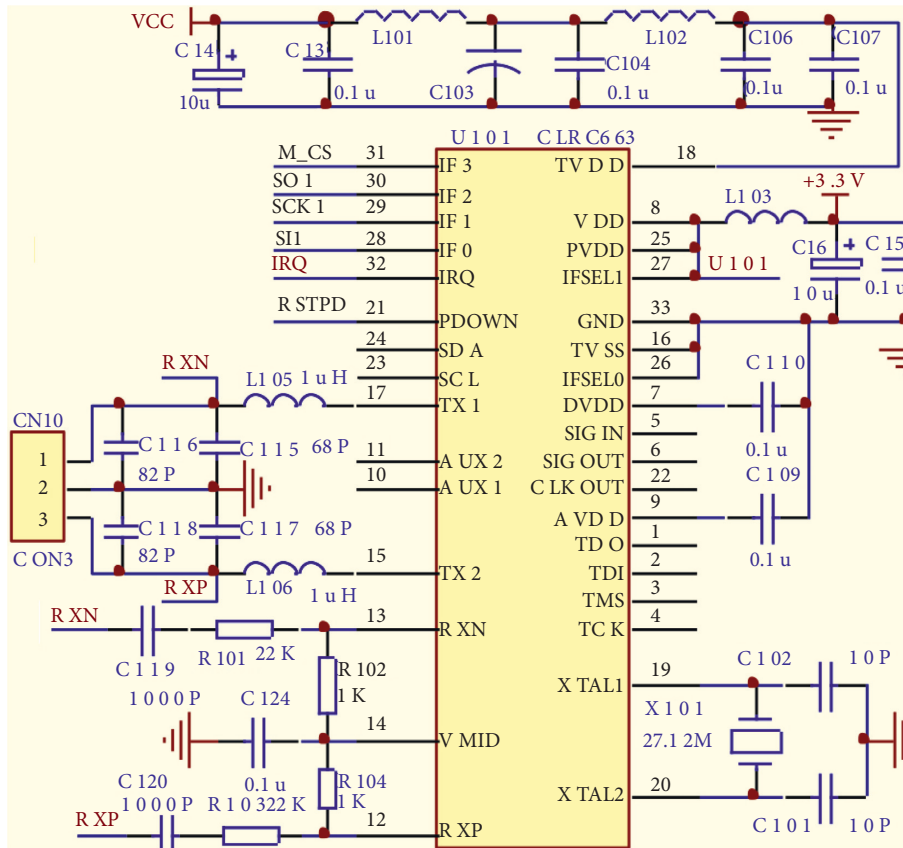 VCC
C 14
10u
C 13
0.1 u
L101
C103
C104
0.1 u
L102
C106
0.1u
C107
0.1 u
U 1 0 1
C LR C6 63
M_CS
31
IF 3
SO 1
30
IF 2
SCK 1
29
IF 1
SI1
28
IF 0
IRQ
32
IRQ
R STPD
21
PDOWN
24
SD A
23
SC L
R XN
L1 05
1 u H
17
TX 1
CN10
1
2
3
C ON3
C 1 1 6
82 P
C 1 1 5
68 P
11
A UX 2
10
A UX 1
C 1 1 8
82 P
C 1 1 7
68 P
15
TX 2
R XP
L1 06
1 u H
R XN
C 1 1 9
1 0 0 0 P
R 101
22 K
13
R XN
R 102
1 K
C 124
0.1 u
14
V MID
R 104
1 K
C 120
1 0 0 0 P
R XP
R 1 0 3
22 K
12
R XP
18
TV D D
8
V DD
L1 03
+3 .3 V
25
PVDD
27
IFSEL1
U 1 0 1
C16
1 0 u
C 15
0.1 u
33
GND
16
TV SS
26
IFSEL0
7
DVDD
C 1 1 0
0.1 u
5
SIG IN
6
SIG OUT
22
C LK OUT
9
A VD D
C 1 0 9
0.1 u
1
TD O
2
TDI
3
TMS
4
TC K
19
X TAL1
C 1 0 2
1 0 P
X 1 0 1
27.1 2M
20
X TAL2
C 1 0 1
1 0 P